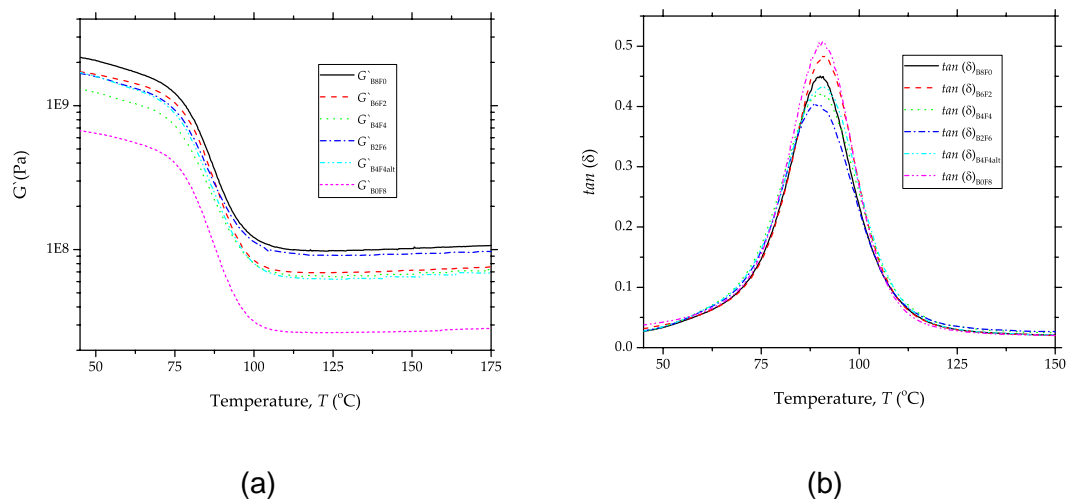 1E9
1E8
G`(Pa)
50 75 100 125 150 175
Temperature, T (°C)
G`B8F0
G`B6F2
G`B4F4
G`B2F6
G`B4F4alt
G`B0F8
(a)
0.5
0.4
0.3
0.2
0.1
0.0
tan (δ)
50 75 100 125 150
Temperature, T (°C)
tan (δ)B8F0
tan (δ)B6F2
tan (δ)B4F4
tan (δ)B2F6
tan (δ)B4F4alt
tan (δ)B0F8
(b)